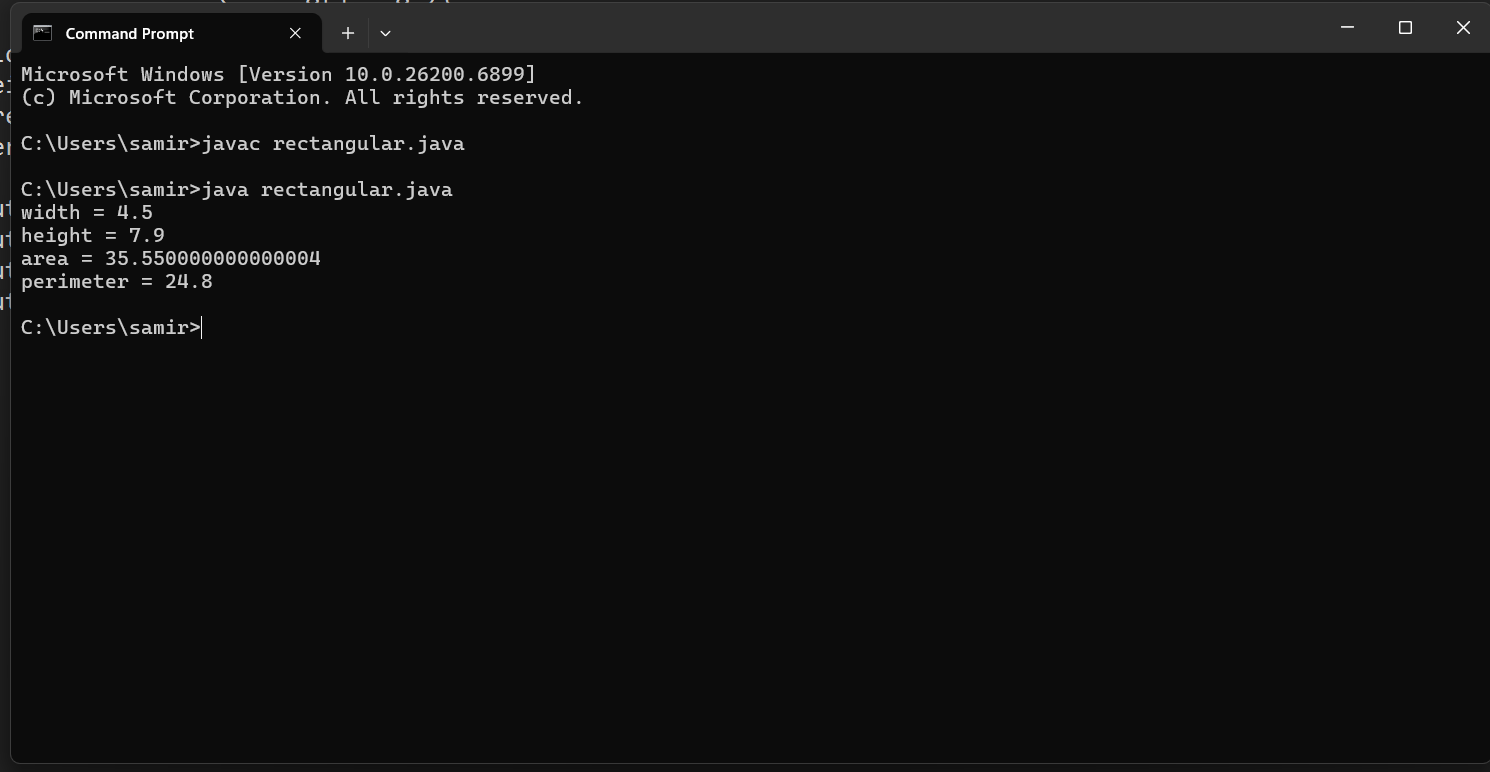 Command Prompt
Microsoft Windows [Version 10.0.26200.6899]
(c) Microsoft Corporation. All rights reserved.
C:\Users\samir>javac rectangular.java
C:\Users\samir>java rectangular.java
width = 4.5
height = 7.9
area = 35.550000000000004
perimeter = 24.8
C:\Users\samir>